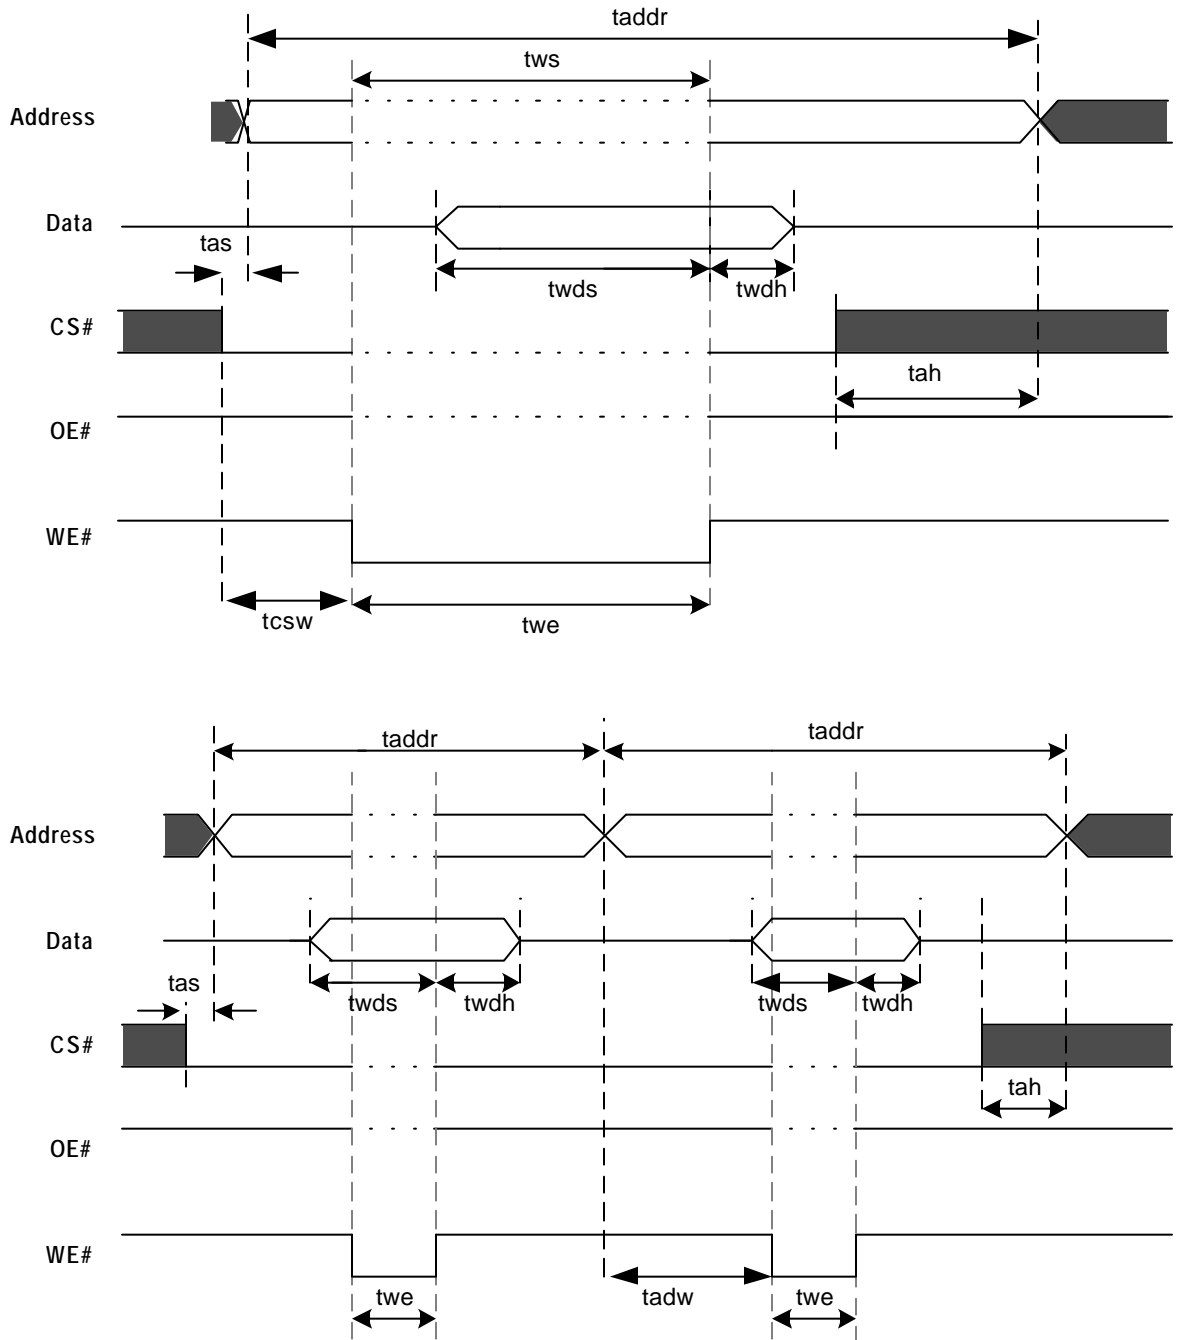 taddr
tws
Address
Data
tas
twds
twdh
CS#
tah
OE#
WE#
tcsw
twe
taddr
taddr
Address
Data
tas
twds
twdh
twds
twdh
CS#
tah
OE#
WE#
twe
tadw
twe